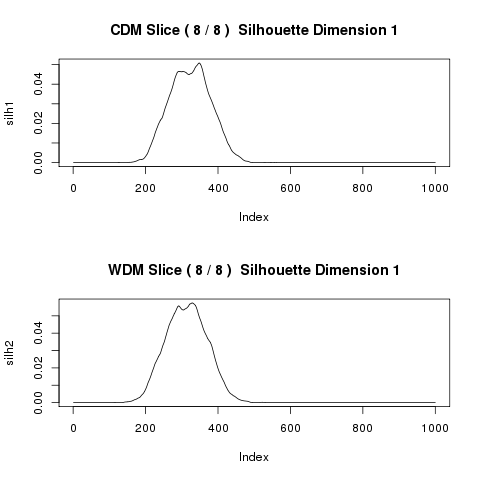 CDM Slice ( 8 / 8 )  Silhouette Dimension 1
silh1
0.04
0.02
0.00
0 200 400 600 800 1000
Index
WDM Slice ( 8 / 8 )  Silhouette Dimension 1
silh2
0.04
0.02
0.00
0 200 400 600 800 1000
Index